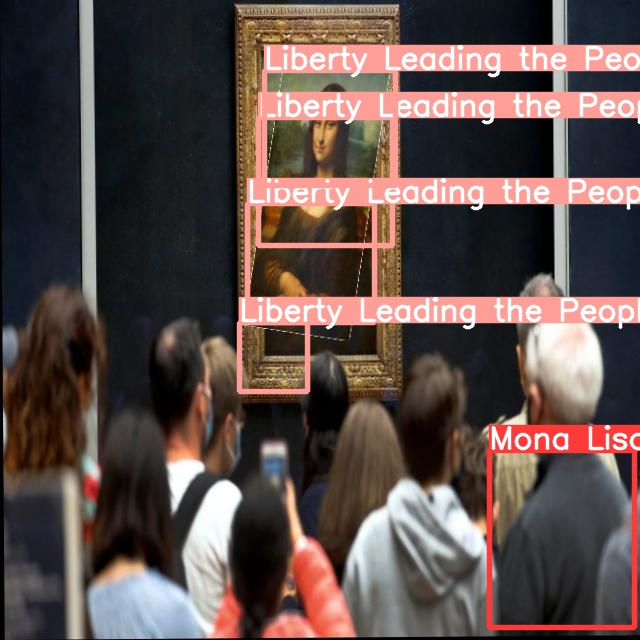 Liberty Leading the Peo
Liberty Leading the Peop
Liberty Leading the Peop
Liberty Leading the Peopl
Mona Lisa